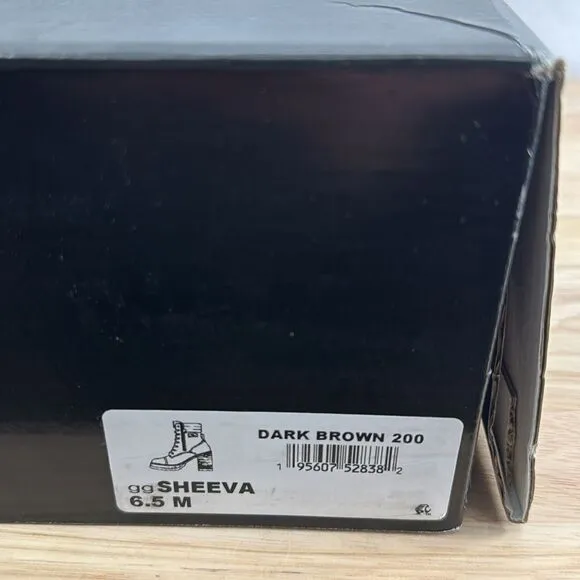 DARK BROWN 200
1 95607 52838 2
ggSHEEVA
6.5 M